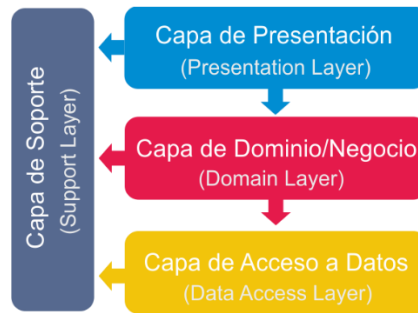 Capa de Soporte
(Support Layer)
Capa de Presentación
(Presentation Layer)
Capa de Dominio/Negocio
(Domain Layer)
Capa de Acceso a Datos
(Data Access Layer)